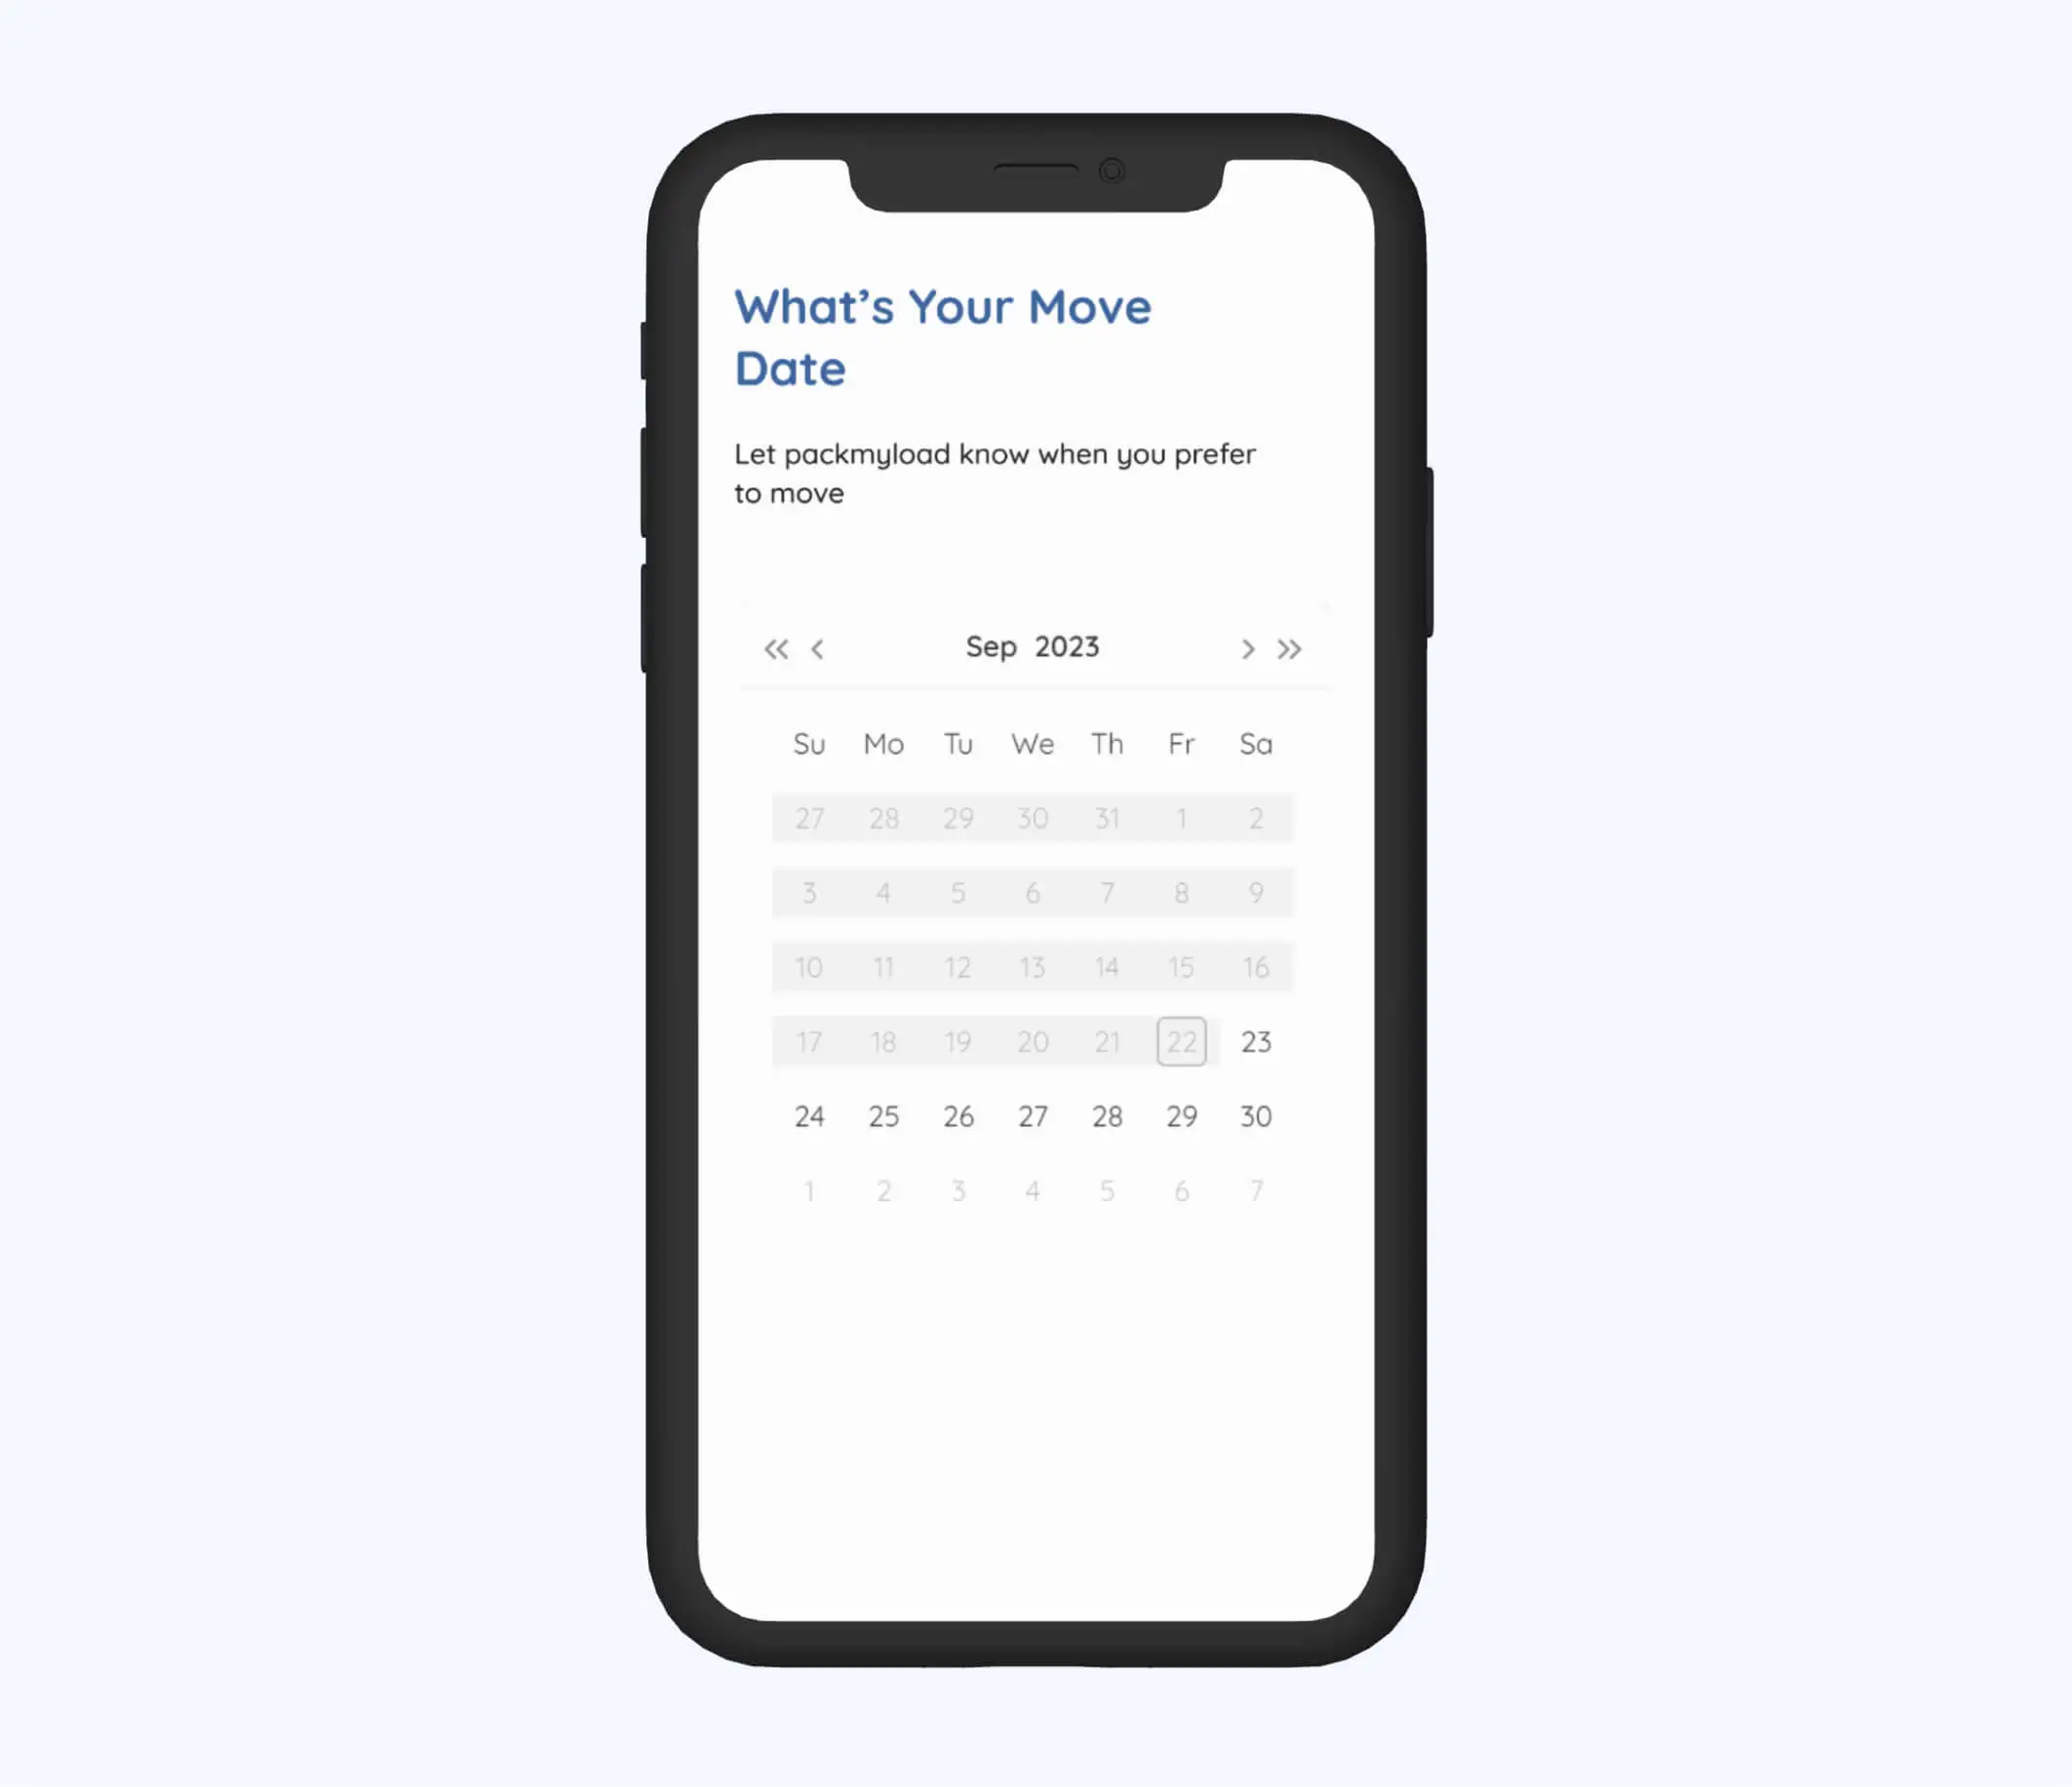 What's Your Move
Date
Let packmyload know when you prefer
to move
« ‹ Sep 2023 › »
Su Mo Tu We Th Fr Sa
27 28 29 30 31 1 2
3 4 5 6 7 8 9
10 11 12 13 14 15 16
17 18 19 20 21 22 23
24 25 26 27 28 29 30
1 2 3 4 5 6 7